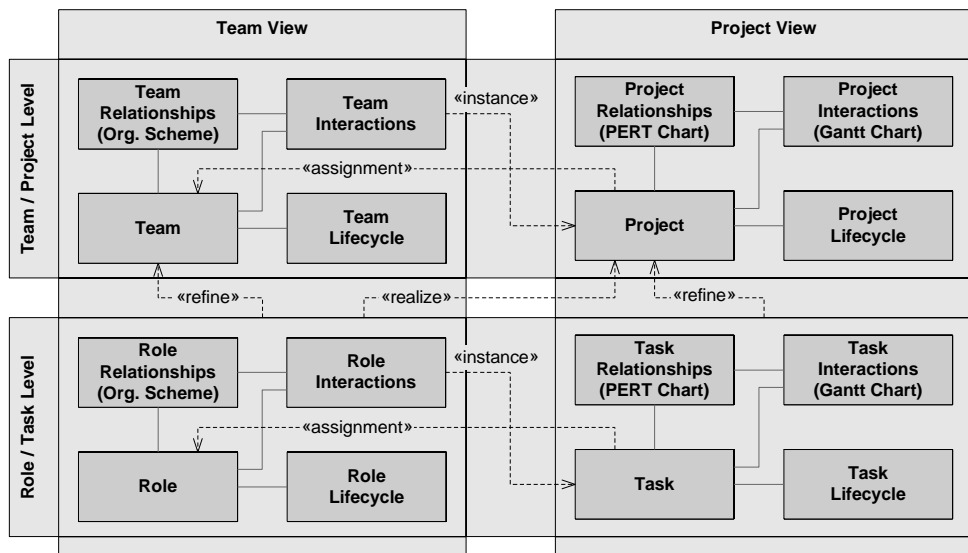 Team View
Project View
Team / Project Level
Team
Relationships
(Org. Scheme)
Team
Interactions
«instance»
Project
Relationships
(PERT Chart)
Project
Interactions
(Gantt Chart)
«assignment»
Team
Team
Lifecycle
Project
Project
Lifecycle
«refine»
«realize»
«refine»
Role / Task Level
Role
Relationships
(Org. Scheme)
Role
Interactions
«instance»
Task
Relationships
(PERT Chart)
Task
Interactions
(Gantt Chart)
«assignment»
Role
Role
Lifecycle
Task
Task
Lifecycle